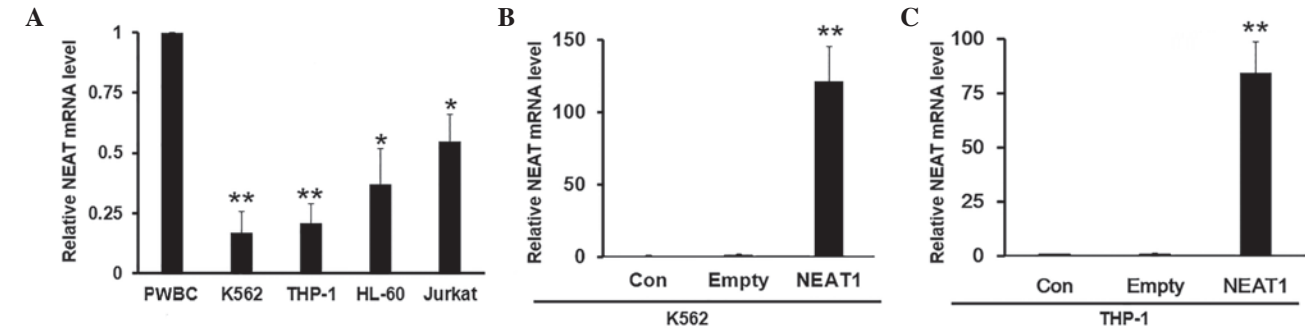 A
Relative NEAT mRNA level
1
0.75
0.5
0.25
0
**
**
*
*
PWBC K562 THP-1 HL-60 Jurkat
B
Relative NEAT mRNA level
150
100
50
0
**
Con Empty NEAT1
K562
C
Relative NEAT mRNA level
100
75
50
25
0
**
Con Empty NEAT1
THP-1